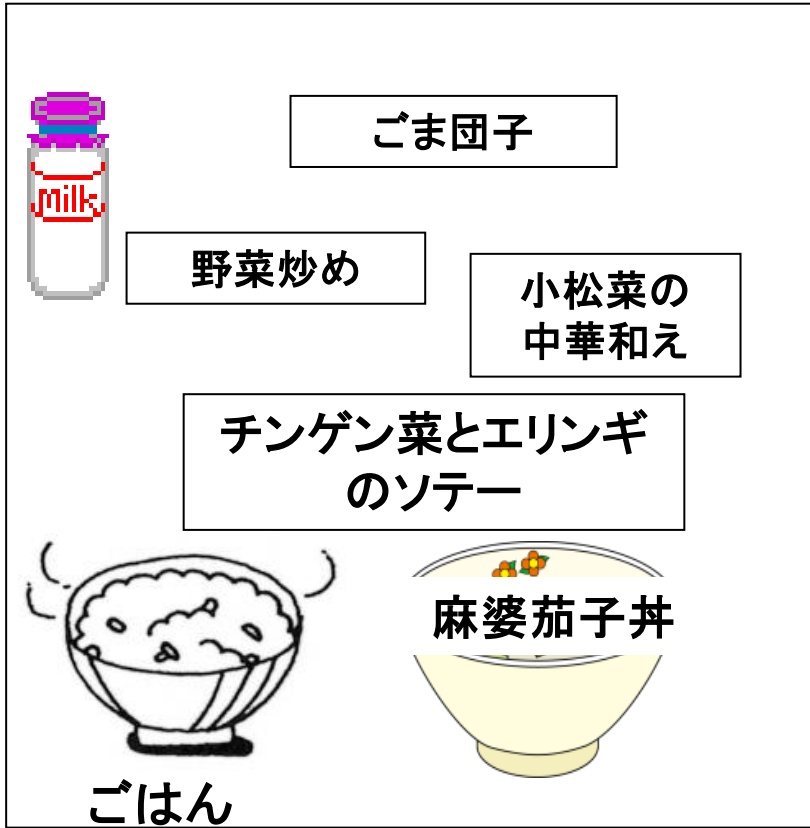 ごま団子
Milk
野菜炒め
小松菜の
中華和え
チンゲン菜とエリンギ
のソテー
麻婆茄子丼
ごはん